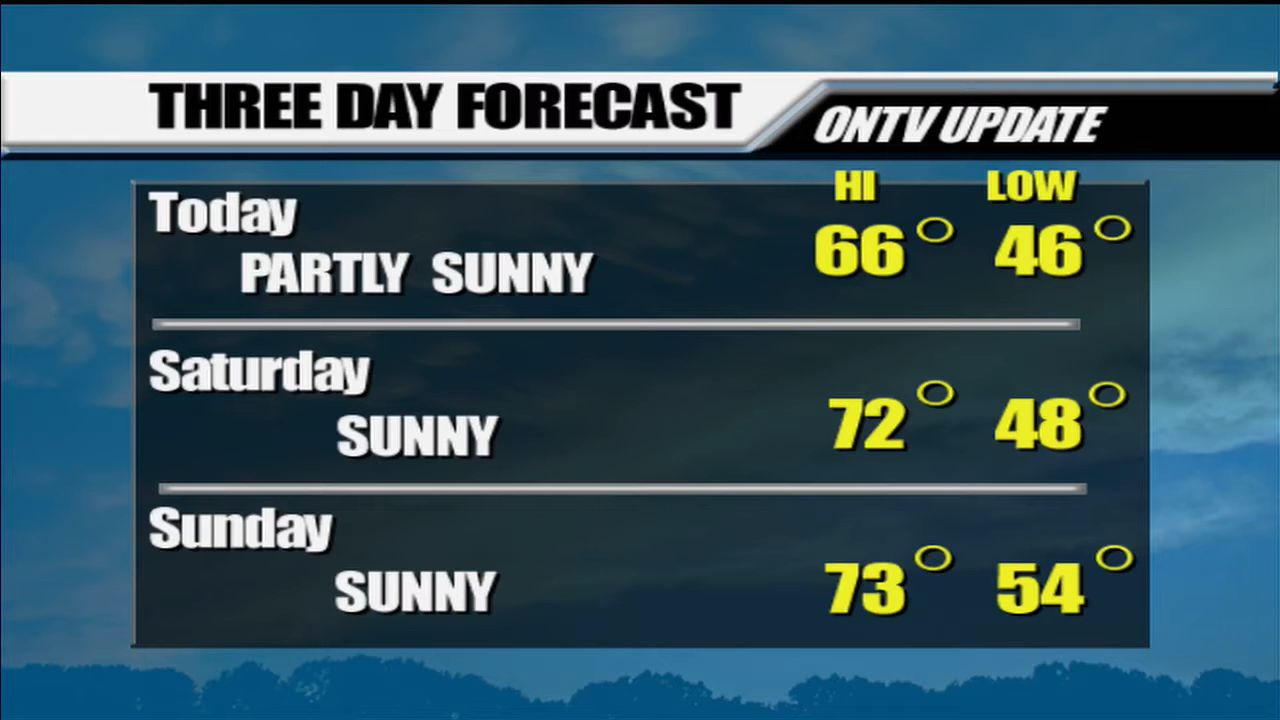 THREE DAY FORECAST
ONTV UPDATE
HI LOW
Today
PARTLY SUNNY
66° 46°
Saturday
SUNNY
72° 48°
Sunday
SUNNY
73° 54°